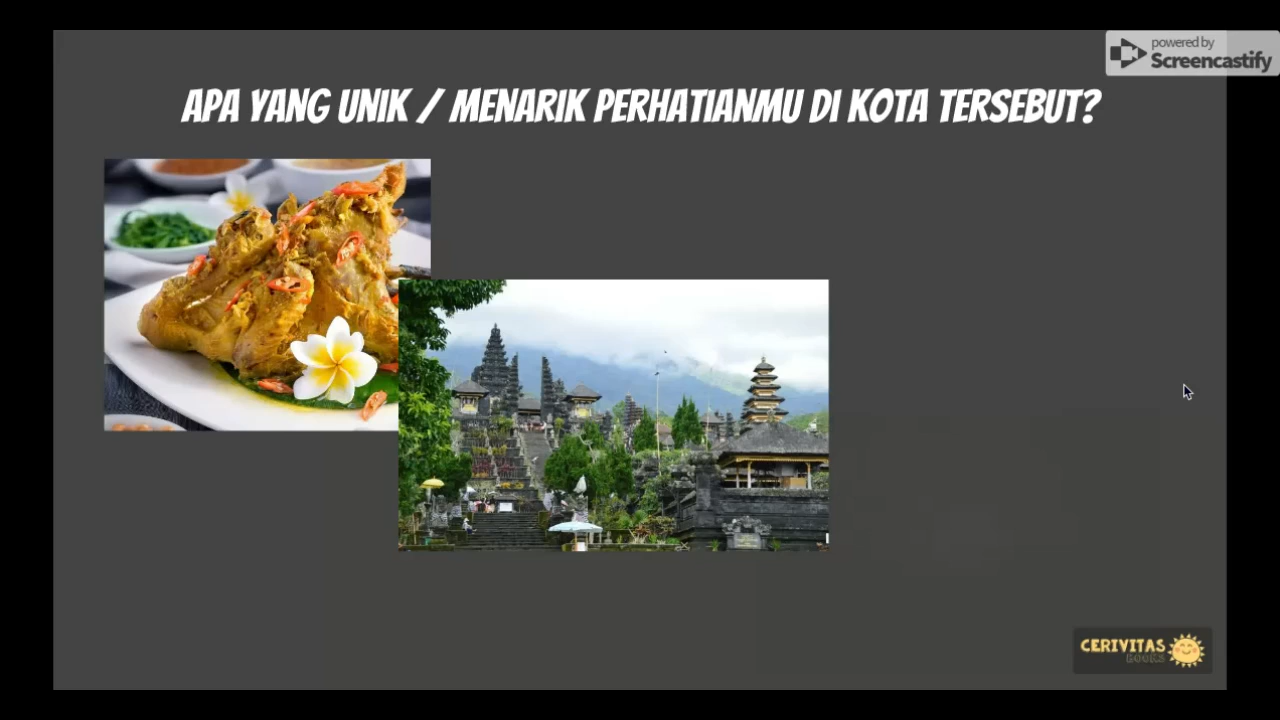 powered by
Screencastify
APA YANG UNIK / MENARIK PERHATIANMU DI KOTA TERSEBUT?
CERIVITAS
BOOKS